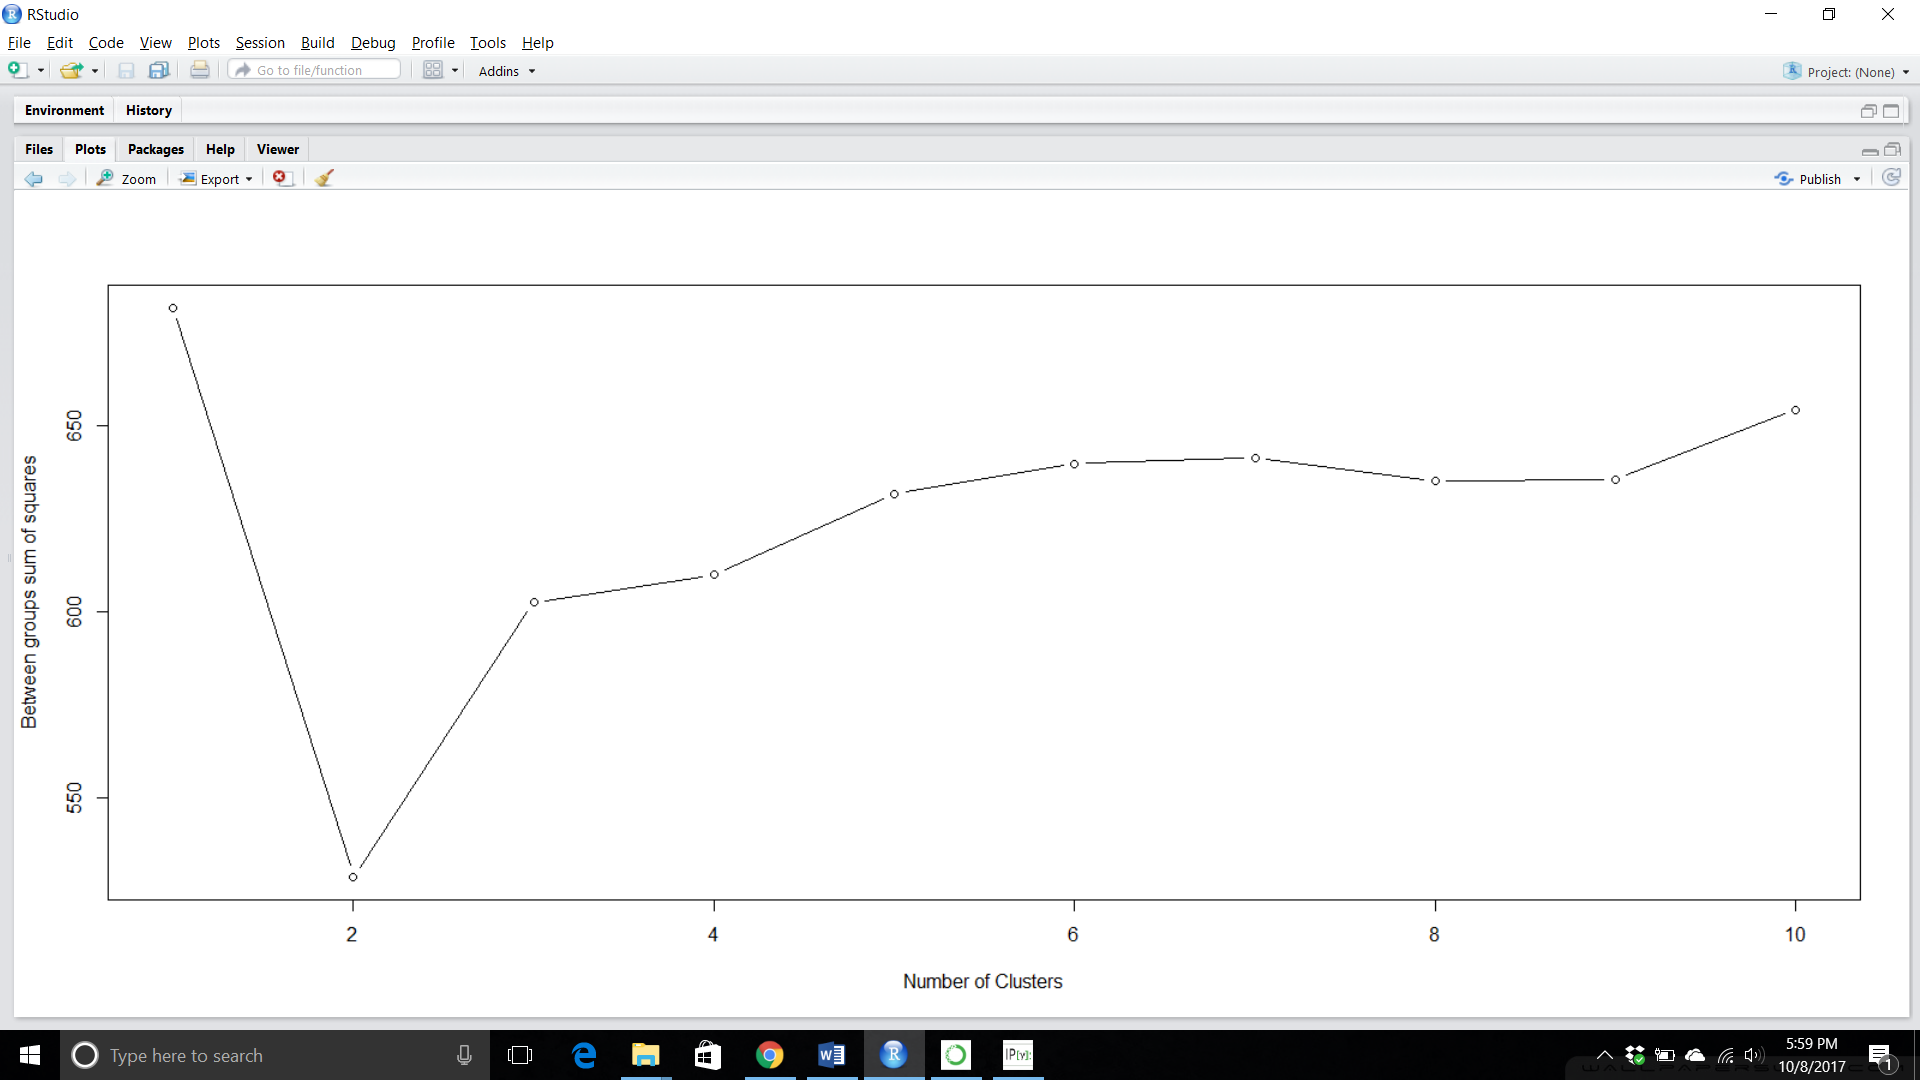 RStudio
File Edit Code View Plots Session Build Debug Profile Tools Help
Go to file/function Addins Project: (None)
Environment History
Files Plots Packages Help Viewer
Zoom Export Publish
Between groups sum of squares
650
600
550
2 4 6 8 10
Number of Clusters
Type here to search
IP[y]:
5:59 PM
10/8/2017
1